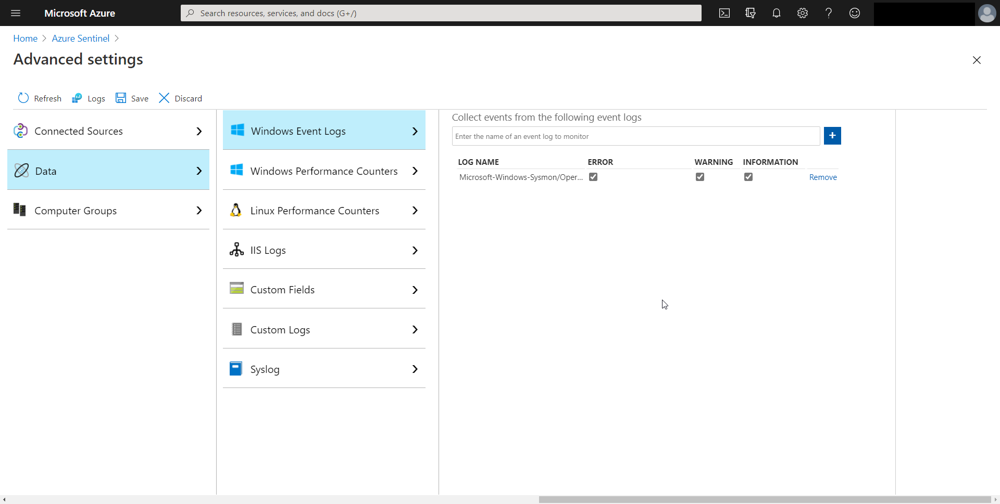 Microsoft Azure
Search resources, services, and docs (G+/)
Home
Azure Sentinel
Advanced settings
Refresh
Logs
Save
Discard
Connected Sources
Data
Computer Groups
Windows Event Logs
Windows Performance Counters
Linux Performance Counters
IIS Logs
Custom Fields
Custom Logs
Syslog
Collect events from the following event logs
Enter the name of an event log to monitor
LOG NAME ERROR WARNING INFORMATION
Microsoft-Windows-Sysmon/Oper... Remove